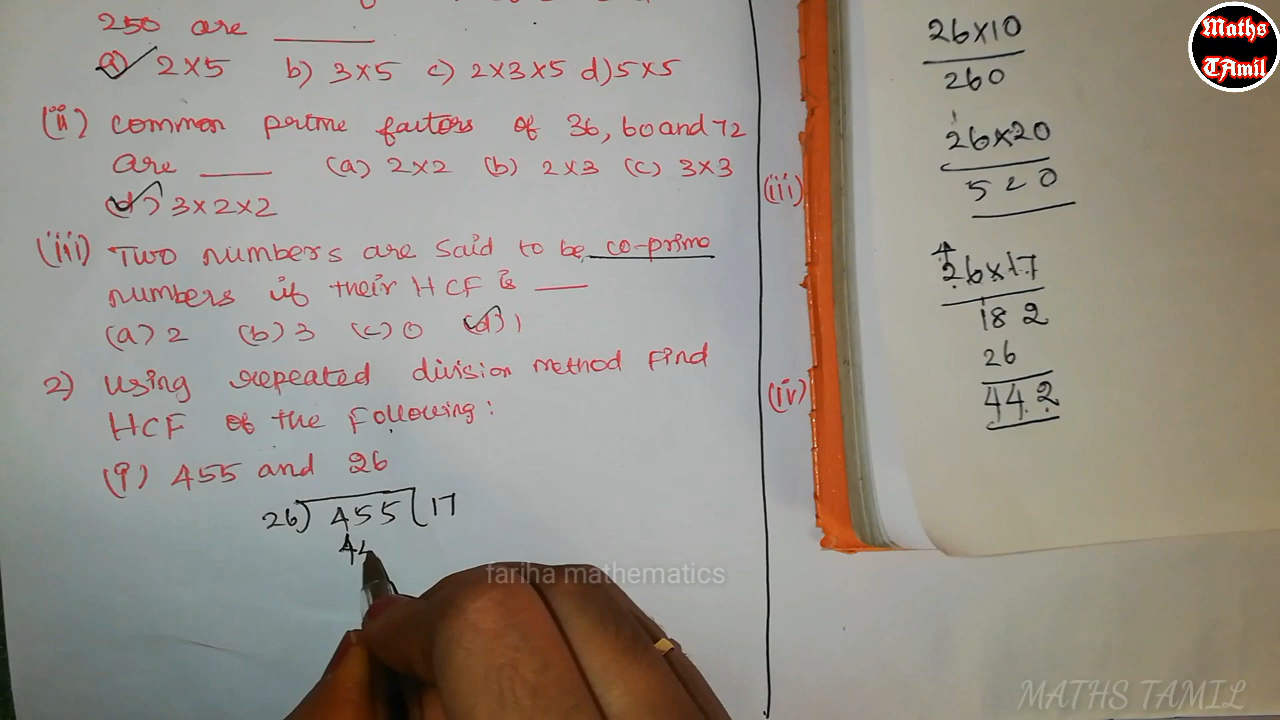 250 are ______
a) 2×5 b) 3×5 c) 2×3×5 d) 5×5
(ii) Common prime factors of 36, 60 and 72
are ____ (a) 2×2 (b) 2×3 (c) 3×3
(d) 3×2×2
(iii) Two numbers are said to be co-prime
numbers if their HCF is ___
(a) 2 (b) 3 (c) 0 (d) 1
2) Using repeated division method find
HCF of the Following:
(i) 455 and 26
26) 455 (17
44
(iii)
(iv)
26×10
260
1
26×20
520
4
26×17
182
26
442
Maths
TAmil
fariha mathematics
MATHS TAMIL